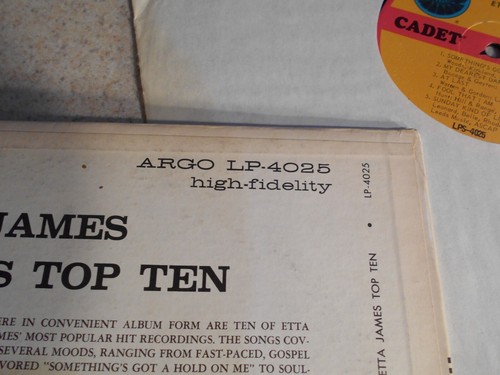 CADET
LPS-4025
ARGO LP-4025
high-fidelity
LP-4025 • ETTA JAMES TOP TEN
JAMES
S TOP TEN
ERE IN CONVENIENT ALBUM FORM ARE TEN OF ETTA
MES' MOST POPULAR HIT RECORDINGS. THE SONGS COV-
SEVERAL MOODS, RANGING FROM FAST-PACED, GOSPEL
VORED "SOMETHING'S GOT A HOLD ON ME" TO SOUL-